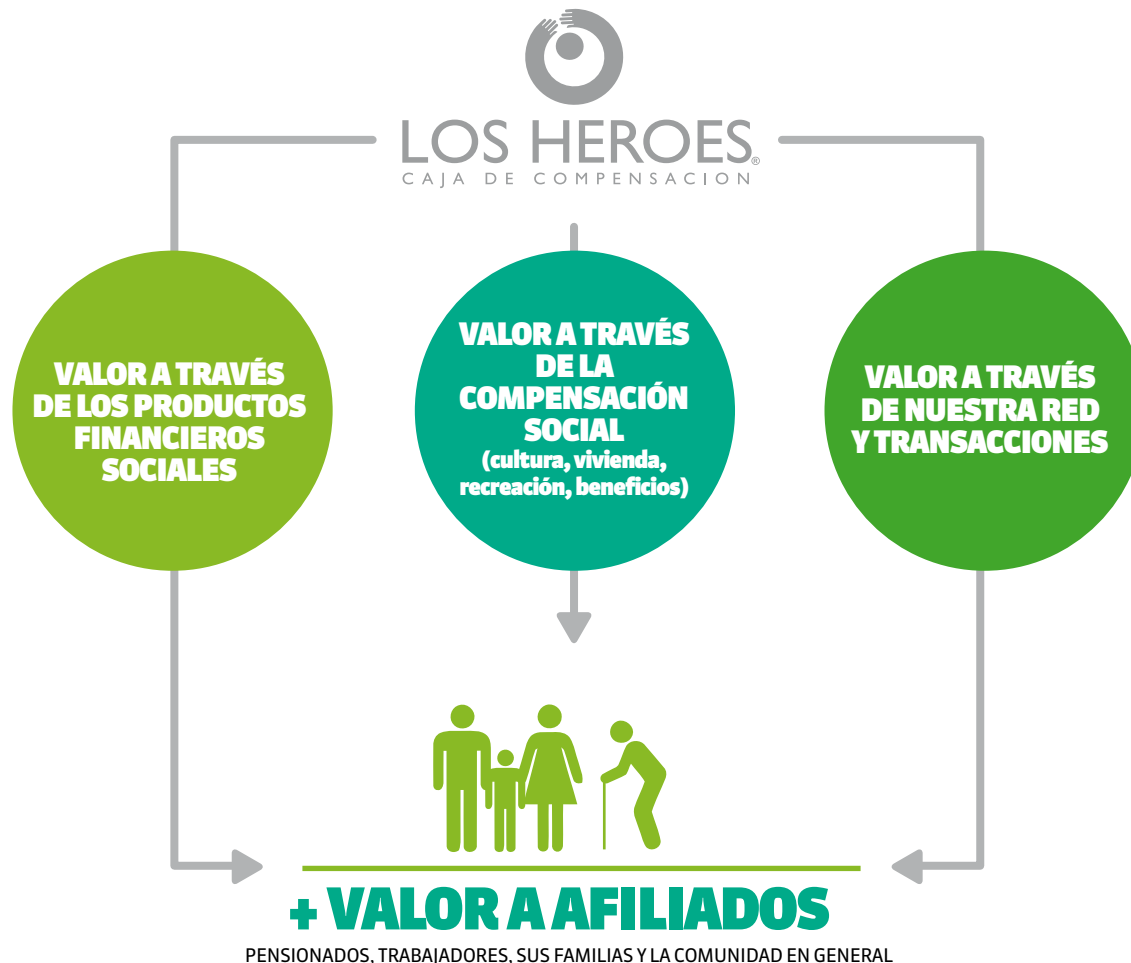 LOS HEROES®
CAJA DE COMPENSACION
VALOR A TRAVÉS
DE LOS PRODUCTOS
FINANCIEROS
SOCIALES
VALOR A TRAVÉS
DE LA
COMPENSACIÓN
SOCIAL
(cultura, vivienda,
recreación, beneficios)
VALOR A TRAVÉS
DE NUESTRA RED
Y TRANSACCIONES
+ VALOR A AFILIADOS
PENSIONADOS, TRABAJADORES, SUS FAMILIAS Y LA COMUNIDAD EN GENERAL